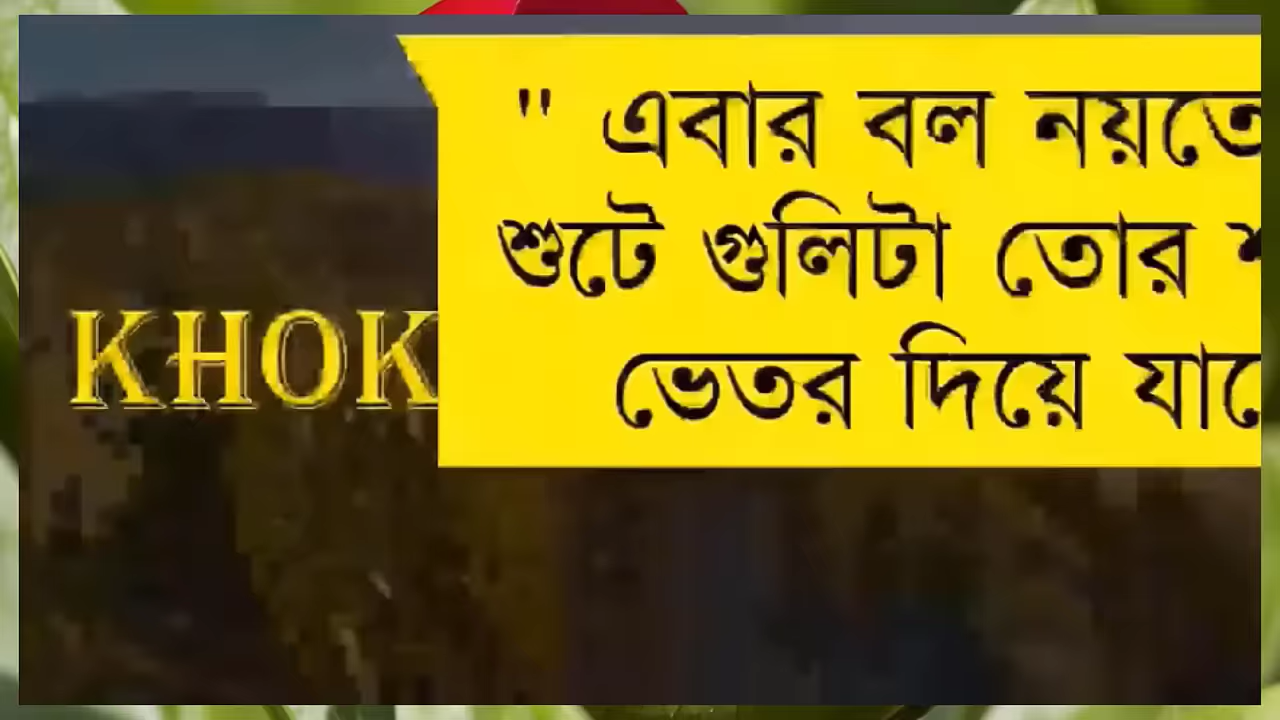 " এবার বল নয়তে
শুটে গুলিটা তোর
KHOK
ভেতর দিয়ে যাবে